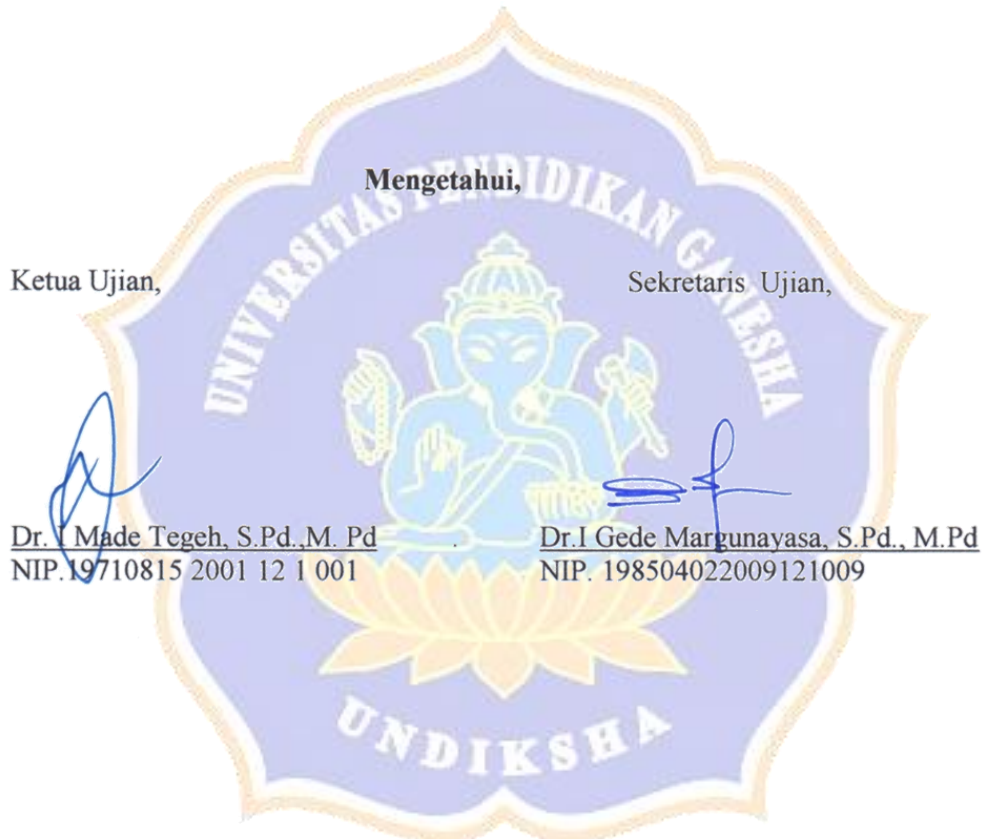 Mengetahui,
UNIVERSITAS PENDIDIKAN GANESHA
Ketua Ujian,
Sekretaris Ujian,
Dr. I Made Tegeh, S.Pd.,M. Pd
NIP.19710815 2001 12 1 001
Dr.I Gede Margunayasa, S.Pd., M.Pd
NIP. 198504022009121009
UNDIKSHA